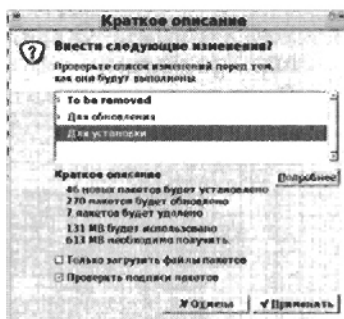 Краткое описание
Внести следующие изменения?
Проверьте список изменений перед тем,
как они будут выполнены
To be removed
Для обновления
Для установки
Краткое описание
Подробнее
46 новых пакетов будет установлено
270 пакетов будет обновлено
7 пакетов будет удалено
131 MB будет использовано
613 MB необходимо получить.
Только загрузить файлы пакетов
Проверить подписи пакетов
Отмена
Применить